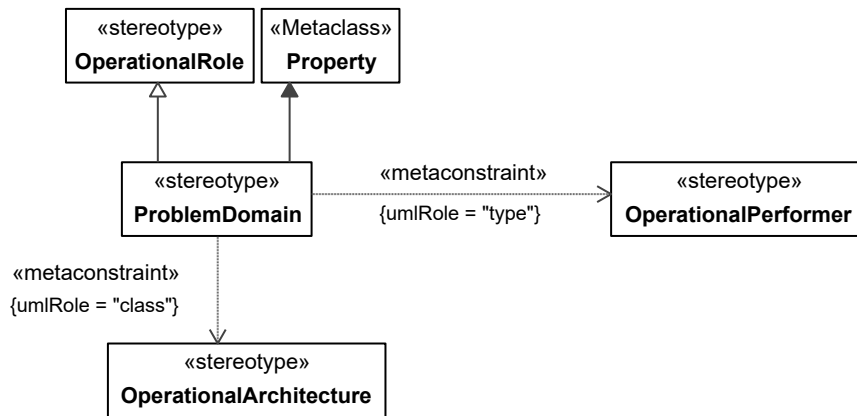 «stereotype»
OperationalRole
«Metaclass»
Property
«stereotype»
ProblemDomain
«metaconstraint»
{umlRole = "type"}
«stereotype»
OperationalPerformer
«metaconstraint»
{umlRole = "class"}
«stereotype»
OperationalArchitecture